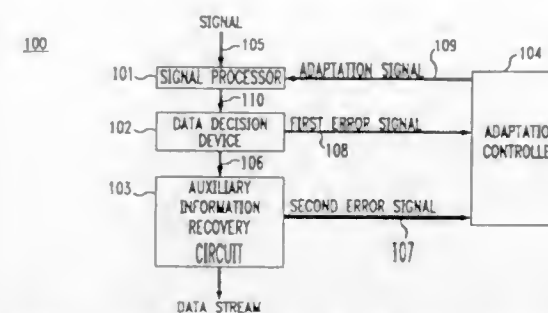 SIGNAL
100
105
109
104
101
SIGNAL PROCESSOR
ADAPTATION SIGNAL
110
102
DATA DECISION
DEVICE
FIRST ERROR SIGNAL
108
ADAPTATION
CONTROLLE
106
103
AUXILIARY
INFORMATION
RECOVERY
CIRCUIT
SECOND ERROR SIGNAL
107
DATA STREAM